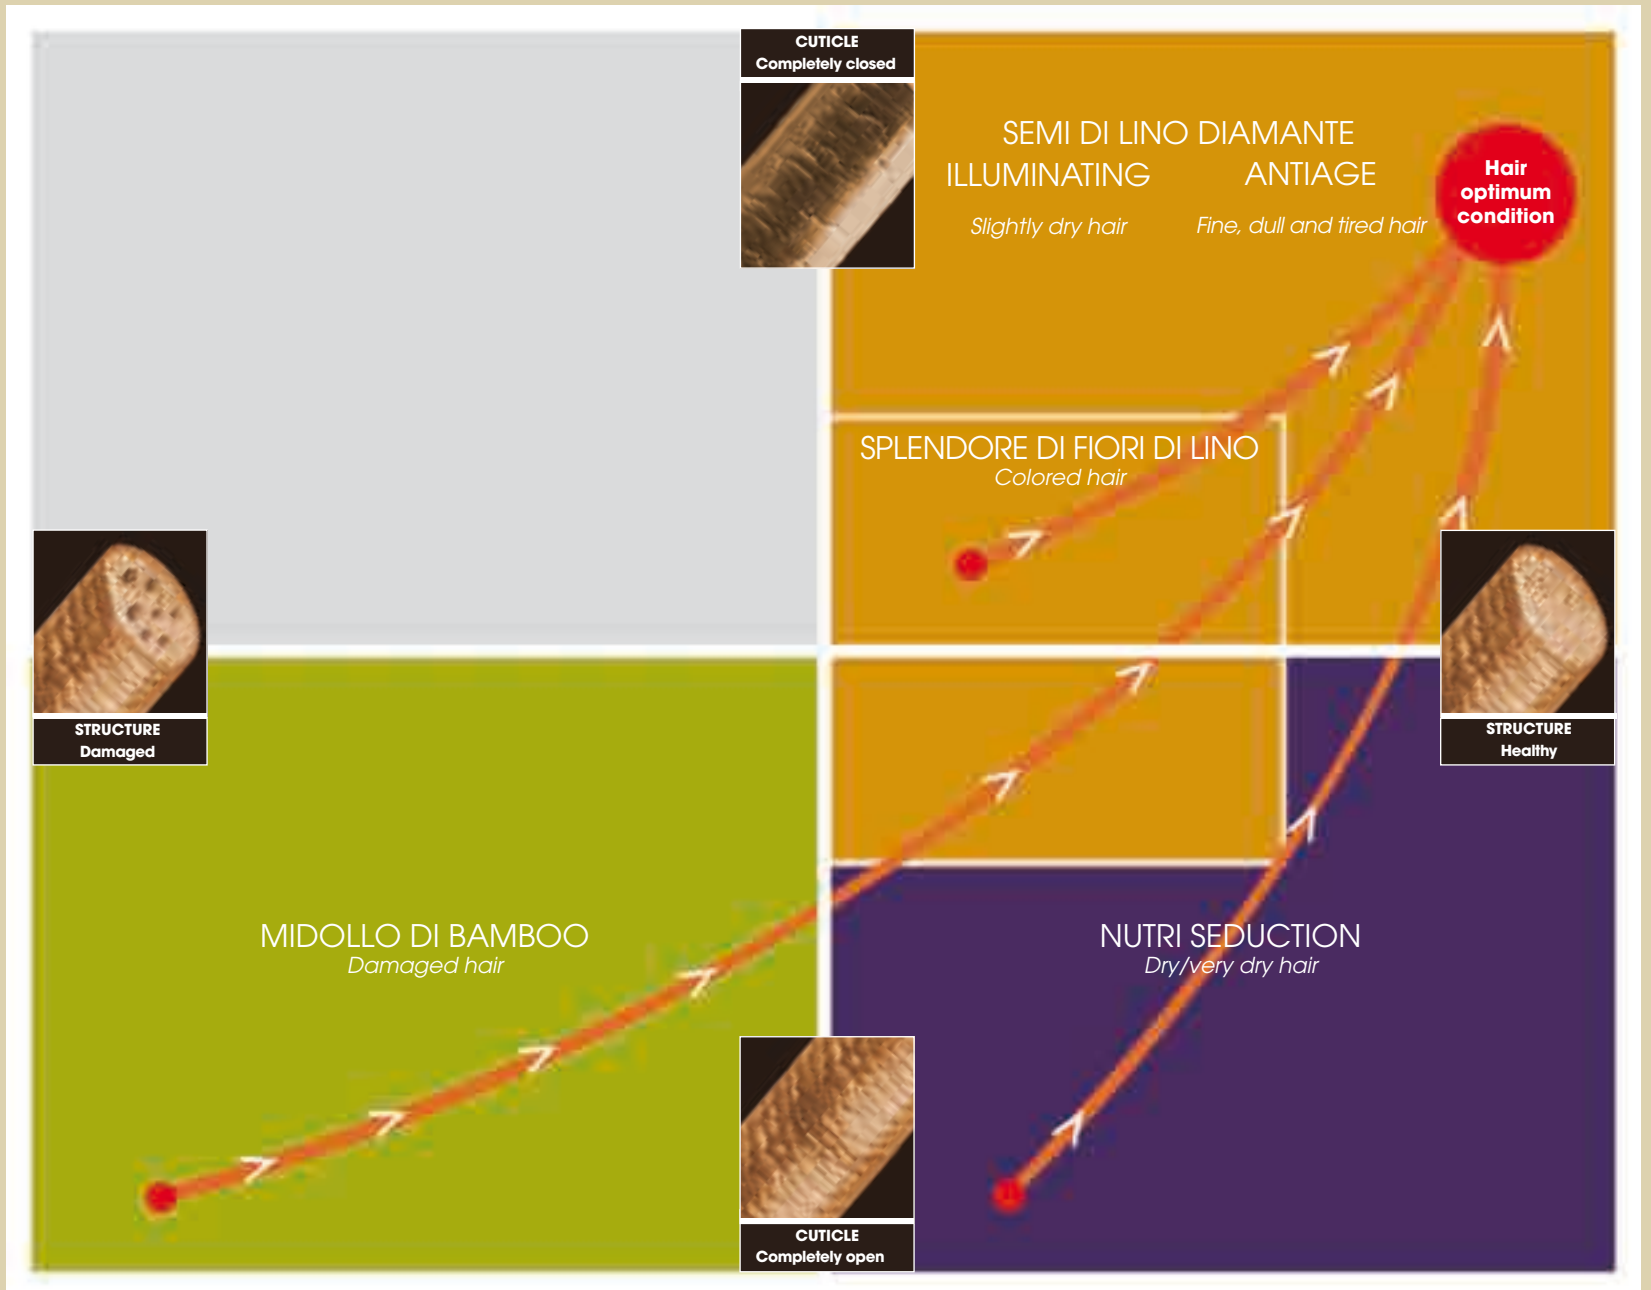 CUTICLE
Completely closed
SEMI DI LINO DIAMANTE
ILLUMINATING
ANTIAGE
Slightly dry hair
Fine, dull and tired hair
Hair
optimum
condition
SPLENDORE DI FIORI DI LINO
Colored hair
STRUCTURE
Damaged
STRUCTURE
Healthy
MIDOLLO DI BAMBOO
Damaged hair
NUTRI SEDUCTION
Dry/very dry hair
CUTICLE
Completely open